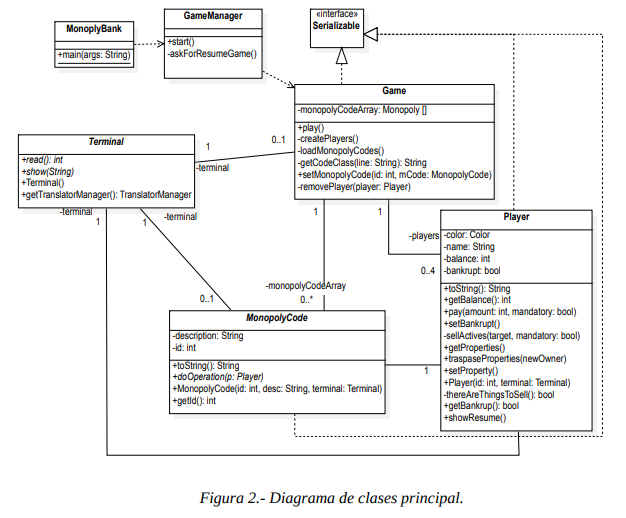 MonoplyBank
+main(args: String)
GameManager
+start()
-askForResumeGame()
«interface»
Serializable
Game
-monopolyCodeArray: Monopoly []
+play()
-createPlayers()
-loadMonopolyCodes()
-getCodeClass(line: String): String
+setMonopolyCode(id: int, mCode: MonopolyCode)
-removePlayer(player: Player)
Terminal
+read(): int
+show(String)
+Terminal()
+getTranslatorManager(): TranslatorManager
1
0..1
-terminal
-terminal
1
1
-terminal
0..1
1
-monopolyCodeArray
0..*
1
-players
0..4
Player
-color: Color
-name: String
-balance: int
-bankrupt: bool
+toString(): String
+getBalance(): int
+pay(amount: int, mandatory: bool)
+setBankrupt()
-sellActives(target, mandatory: bool)
+getProperties()
+traspaseProperties(newOwner)
+setProperty()
+Player(id: int, terminal: Terminal)
-thereAreThingsToSell(): bool
+getBankrup(): bool
+showResume()
MonopolyCode
-description: String
-id: int
+toString(): String
+doOperation(p: Player)
+MonopolyCode(id: int, desc: String, terminal: Terminal)
+getId(): int
1
1
Figura 2.- Diagrama de clases principal.